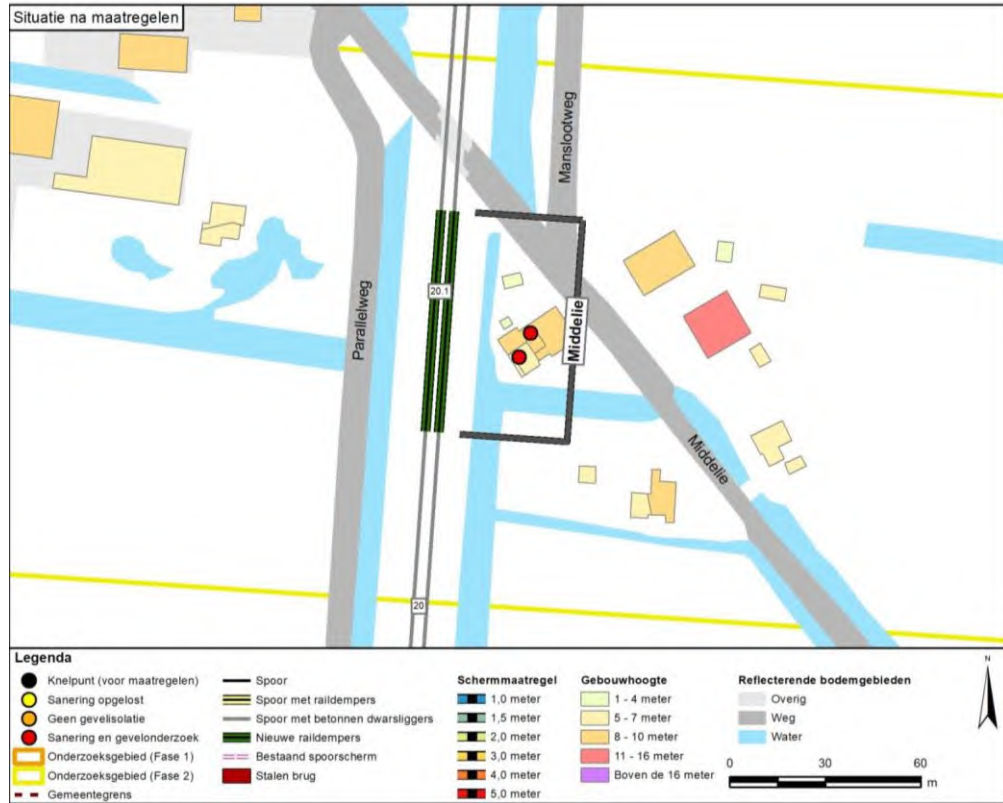 Situatie na maatregelen
Manslootweg
Parallelweg
20.1
Middelie
Middelie
20
Legenda
Knelpunt (voor maatregelen)
Sanering opgelost
Geen gevelisolatie
Sanering en gevelonderzoek
Onderzoeksgebied (Fase 1)
Onderzoeksgebied (Fase 2)
Gemeentegrens
Spoor
Spoor met raildempers
Spoor met betonnen dwarsliggers
Nieuwe raildempers
Bestaand spoorscherm
Stalen brug
Schermmaatregel
1,0 meter
1,5 meter
2,0 meter
3,0 meter
4,0 meter
5,0 meter
Gebouwhoogte
1 - 4 meter
5 - 7 meter
8 - 10 meter
11 - 16 meter
Boven de 16 meter
Reflecterende bodemgebieden
Overig
Weg
Water
N
0
30
60
m